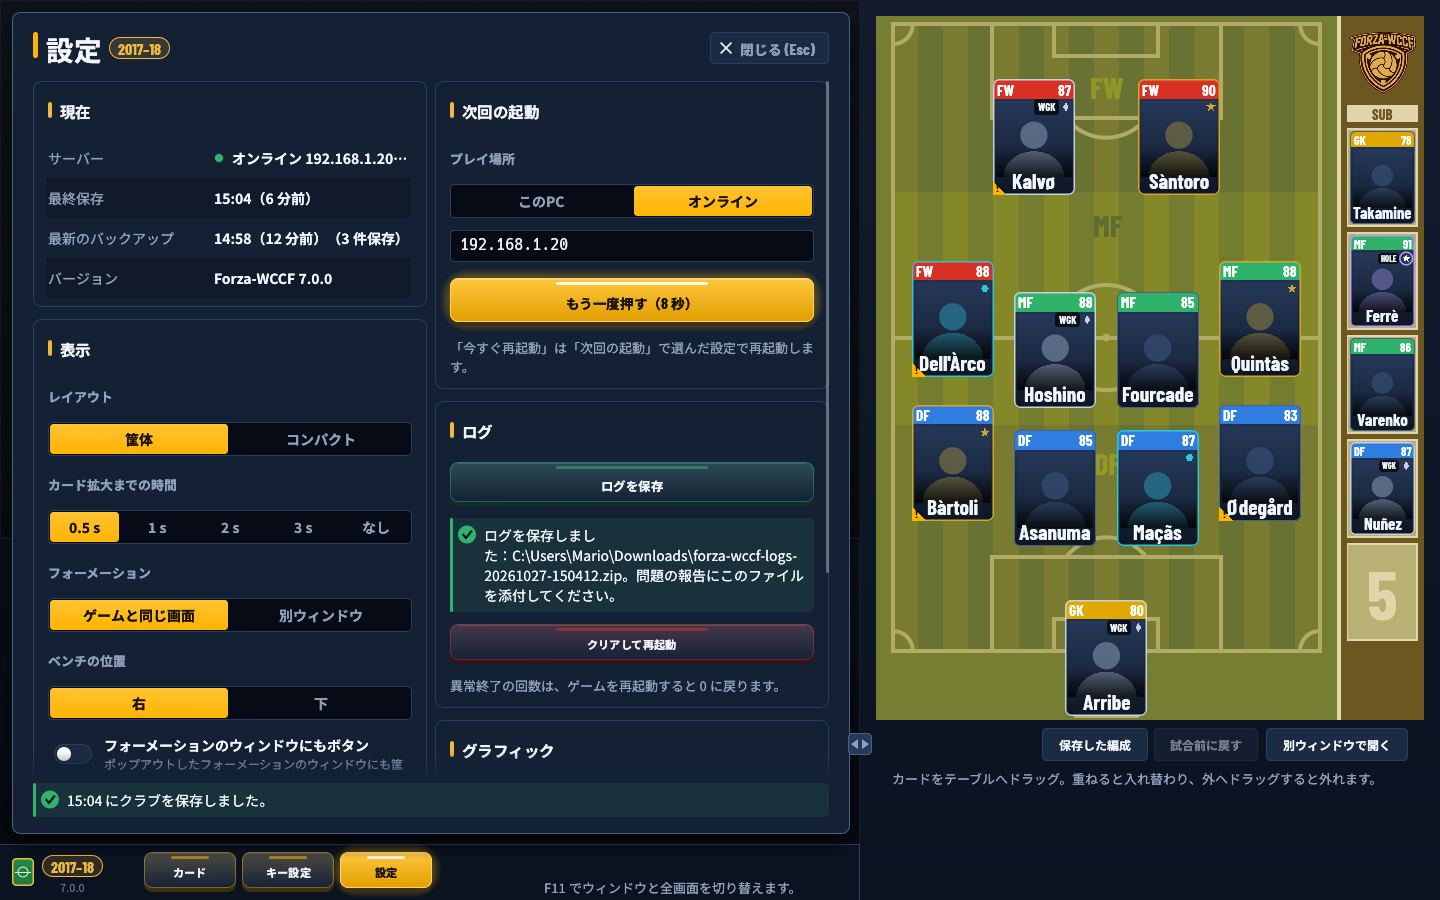 設定 2017-18
閉じる (Esc)
現在
サーバー オンライン 192.168.1.20…
最終保存 15:04（6 分前）
最新のバックアップ 14:58（12 分前）（3 件保存）
バージョン Forza-WCCF 7.0.0
表示
レイアウト
筐体 コンパクト
カード拡大までの時間
0.5 s 1 s 2 s 3 s なし
フォーメーション
ゲームと同じ画面 別ウィンドウ
ベンチの位置
右 下
フォーメーションのウィンドウにもボタン
ポップアウトしたフォーメーションのウィンドウにも筐
次回の起動
プレイ場所
このPC オンライン
192.168.1.20
もう一度押す（8 秒）
「今すぐ再起動」は「次回の起動」で選んだ設定で再起動しま
す。
ログ
ログを保存
ログを保存しまし
た：C:\Users\Mario\Downloads\forza-wccf-logs-
20261027-150412.zip。問題の報告にこのファイル
を添付してください。
クリアして再起動
異常終了の回数は、ゲームを再起動すると 0 に戻ります。
グラフィック
15:04 にクラブを保存しました。
2017-18
7.0.0
カード キー設定 設定
F11 でウィンドウと全画面を切り替えます。
FW
MF
DF
FW 87
WGK
Kalvø
FW 90
Sàntoro
FW 88
Dell'Àrco
MF 88
WGK
Hoshino
MF 85
Fourcade
MF 88
Quintàs
DF 88
Bàrtoli
DF 85
Asanuma
DF 87
Maçãs
DF 83
Ødegård
GK 80
WGK
Arribe
FORZA-WCCF
SUB
GK 78
Takamine
MF 91
HOLE
Ferrè
MF 86
Varenko
DF 87
WGK
Nuñez
5
保存した編成 試合前に戻す 別ウィンドウで開く
カードをテーブルへドラッグ。重ねると入れ替わり、外へドラッグすると外れます。